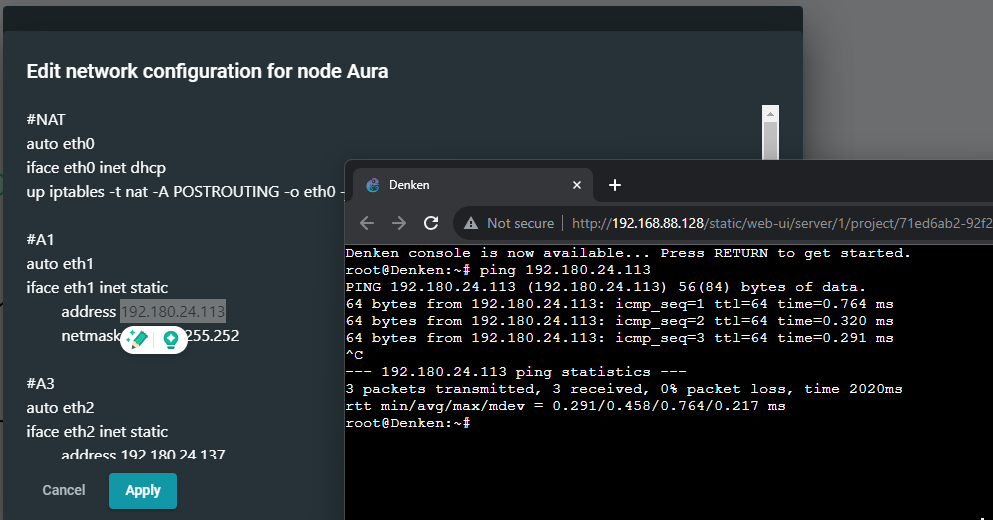 Edit network configuration for node Aura
#NAT
auto eth0
iface eth0 inet dhcp
up iptables -t nat -A POSTROUTING -o eth0 -
#A1
auto eth1
iface eth1 inet static
address 192.180.24.113
netmask 255.252
#A3
auto eth2
iface eth2 inet static
address 192.180.24.137
Cancel
Apply
Denken
Not secure
http://192.168.88.128/static/web-ui/server/1/project/71ed6ab2-92f2
Denken console is now available... Press RETURN to get started.
root@Denken:~# ping 192.180.24.113
PING 192.180.24.113 (192.180.24.113) 56(84) bytes of data.
64 bytes from 192.180.24.113: icmp_seq=1 ttl=64 time=0.764 ms
64 bytes from 192.180.24.113: icmp_seq=2 ttl=64 time=0.320 ms
64 bytes from 192.180.24.113: icmp_seq=3 ttl=64 time=0.291 ms
^C
--- 192.180.24.113 ping statistics ---
3 packets transmitted, 3 received, 0% packet loss, time 2020ms
rtt min/avg/max/mdev = 0.291/0.458/0.764/0.217 ms
root@Denken:~#